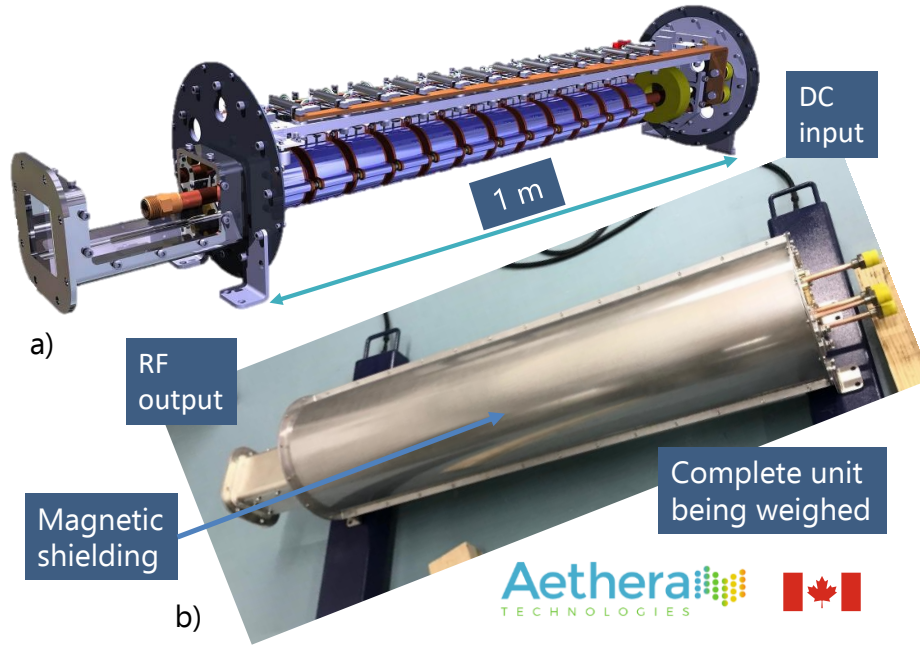 DC
input
1 m
a)
RF
output
Magnetic
shielding
Complete unit
being weighed
b)
Aethera
TECHNOLOGIES